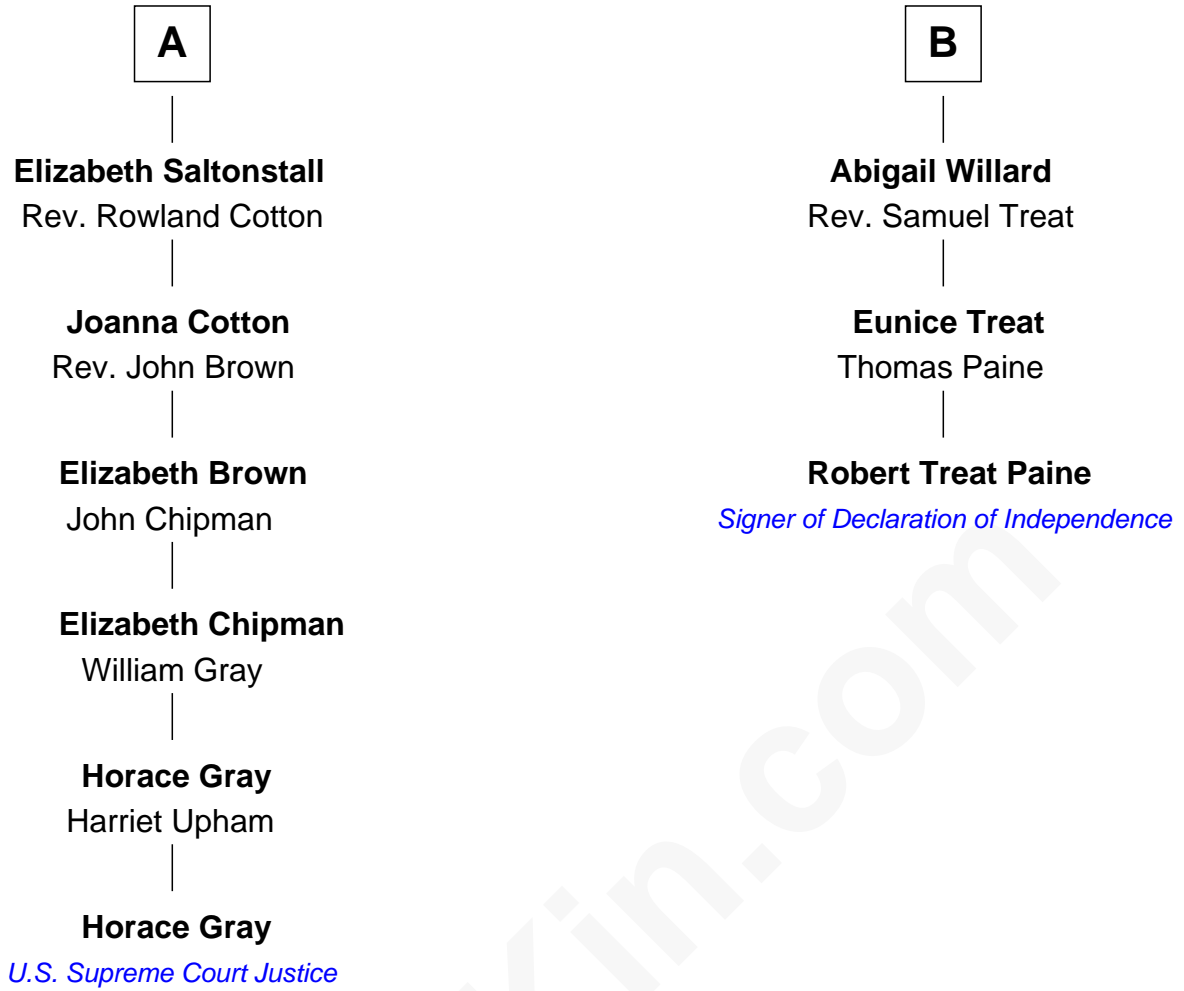 A
Elizabeth Saltonstall
Rev. Rowland Cotton
Joanna Cotton
Rev. John Brown
Elizabeth Brown
John Chipman
Elizabeth Chipman
William Gray
Horace Gray
Harriet Upham
Horace Gray
U.S. Supreme Court Justice
B
Abigail Willard
Rev. Samuel Treat
Eunice Treat
Thomas Paine
Robert Treat Paine
Signer of Declaration of Independence
Kin.com